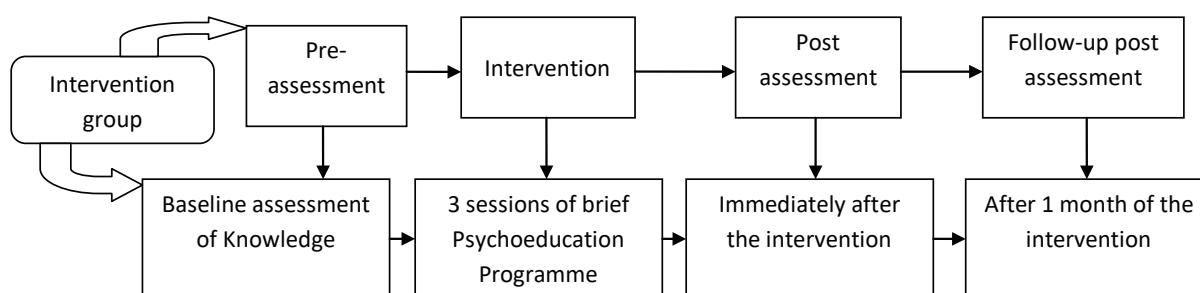 Intervention
group
Pre-
assessment
Intervention
Post
assessment
Follow-up post
assessment
Baseline assessment
of Knowledge
3 sessions of brief
Psychoeducation
Programme
Immediately after
the intervention
After 1 month of the
intervention